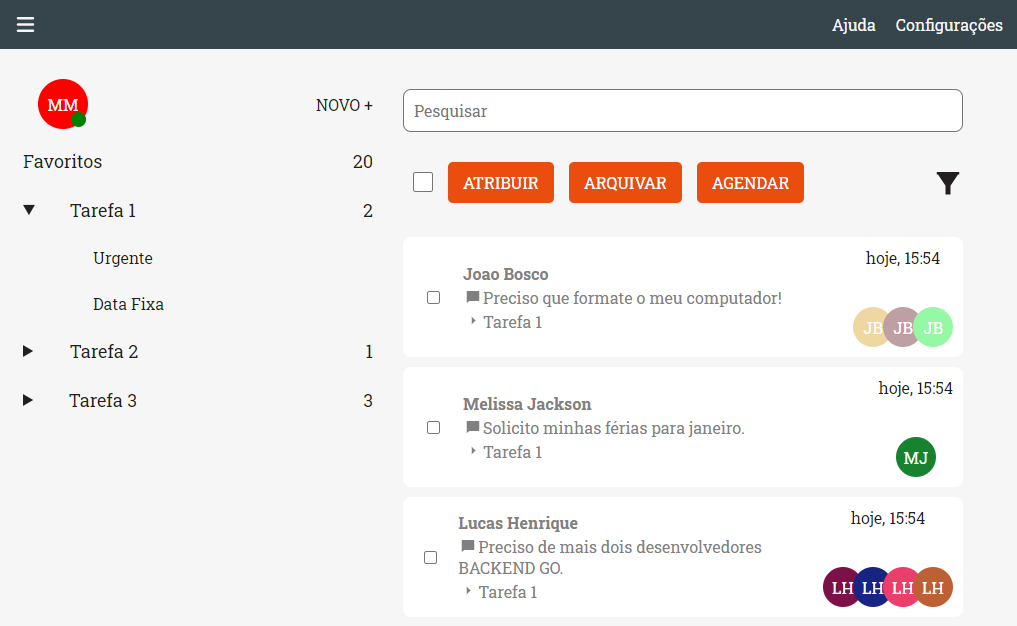 Ajuda Configurações
MM NOVO +
Favoritos 20
Tarefa 1 2
Urgente
Data Fixa
Tarefa 2 1
Tarefa 3 3
Pesquisar
ATRIBUIR ARQUIVAR AGENDAR
Joao Bosco hoje, 15:54
Preciso que formate o meu computador!
Tarefa 1 JB JB JB
Melissa Jackson hoje, 15:54
Solicito minhas férias para janeiro.
Tarefa 1 MJ
Lucas Henrique hoje, 15:54
Preciso de mais dois desenvolvedores
BACKEND GO.
Tarefa 1 LH LH LH LH